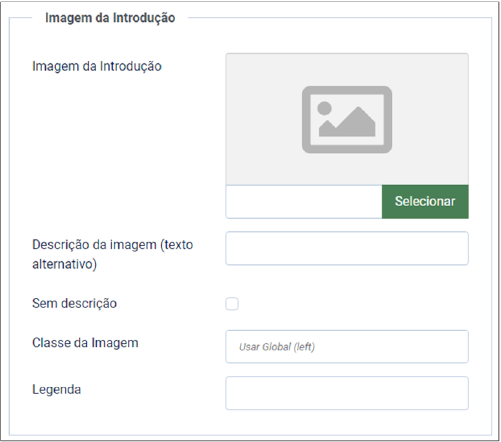 Imagem da Introdução
Imagem da Introdução
Selecionar
Descrição da imagem (texto
alternativo)
Sem descrição
Classe da Imagem
Usar Global (left)
Legenda